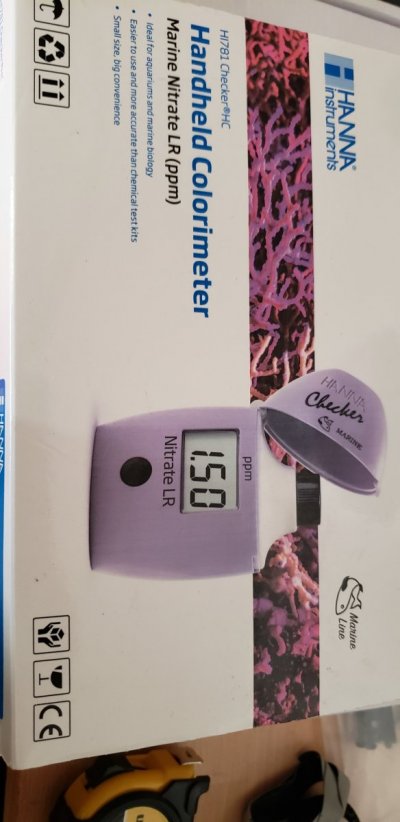 HANNA
instruments
HI781 Checker®HC
Handheld Colorimeter
Marine Nitrate LR (ppm)
• Ideal for aquariums and marine biology
• Easier to use and more accurate than chemical test kits
• Small size, big convenience
HANNA
Checker
MARINE
ppm
1.50
Nitrate LR
Marine
Line
CE
HANNA